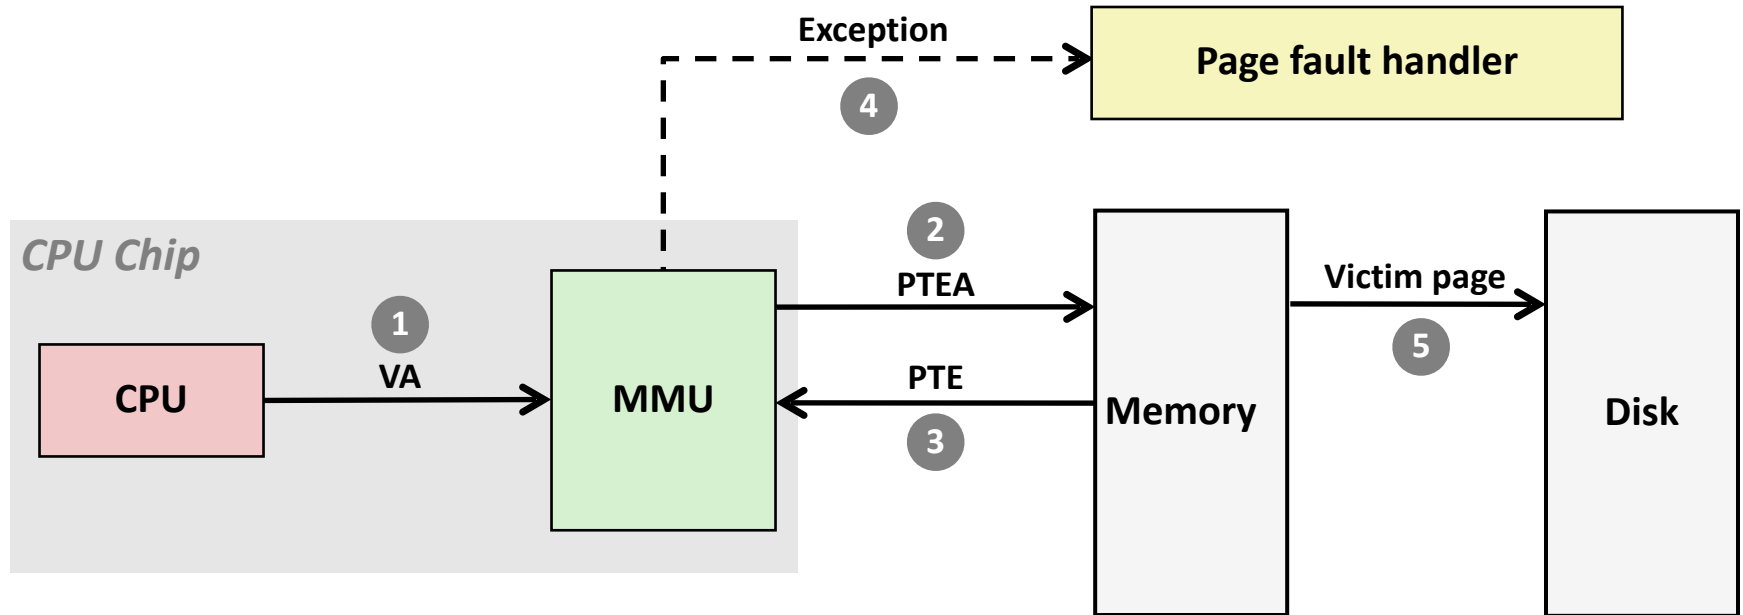 Exception
Page fault handler
4
2
CPU Chip
PTEA
Victim page
1
5
VA
PTE
CPU
MMU
Memory
Disk
3